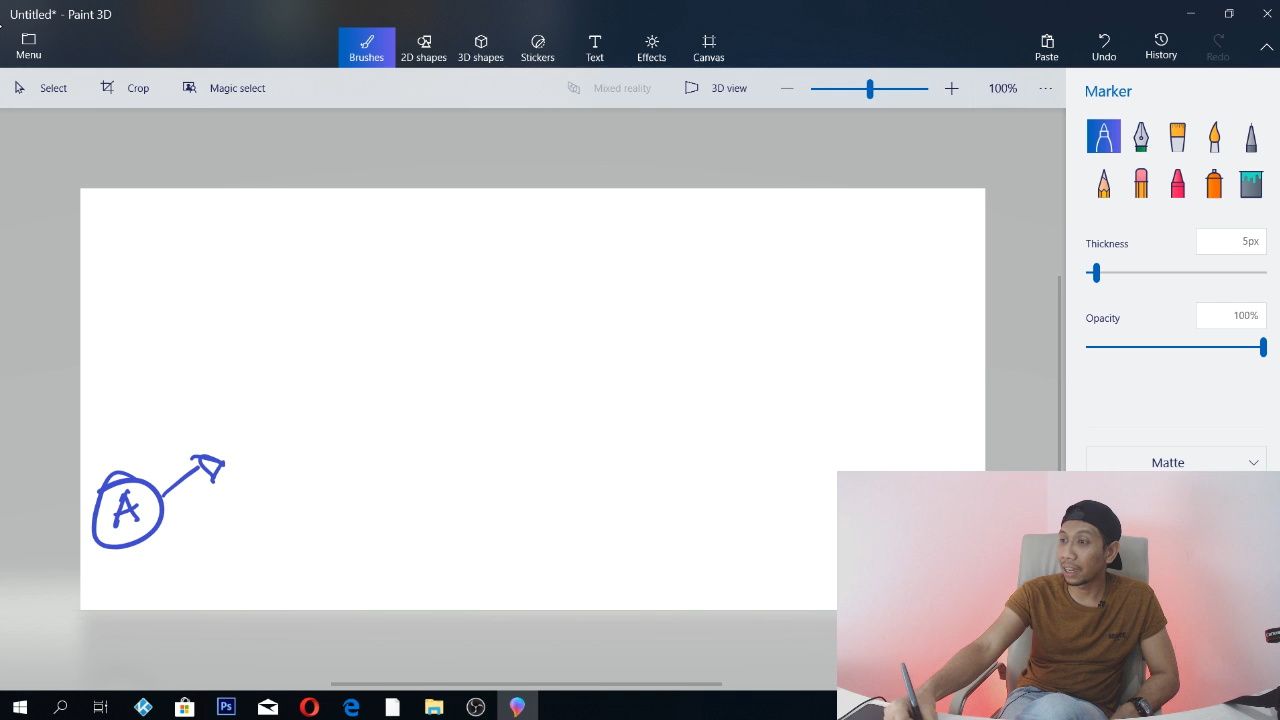 Untitled* - Paint 3D
Menu
Brushes
2D shapes
3D shapes
Stickers
Text
Effects
Canvas
Paste
Undo
History
Redo
Select
Crop
Magic select
Mixed reality
3D view
100%
Marker
Thickness
5px
Opacity
100%
Matte
A
Ps